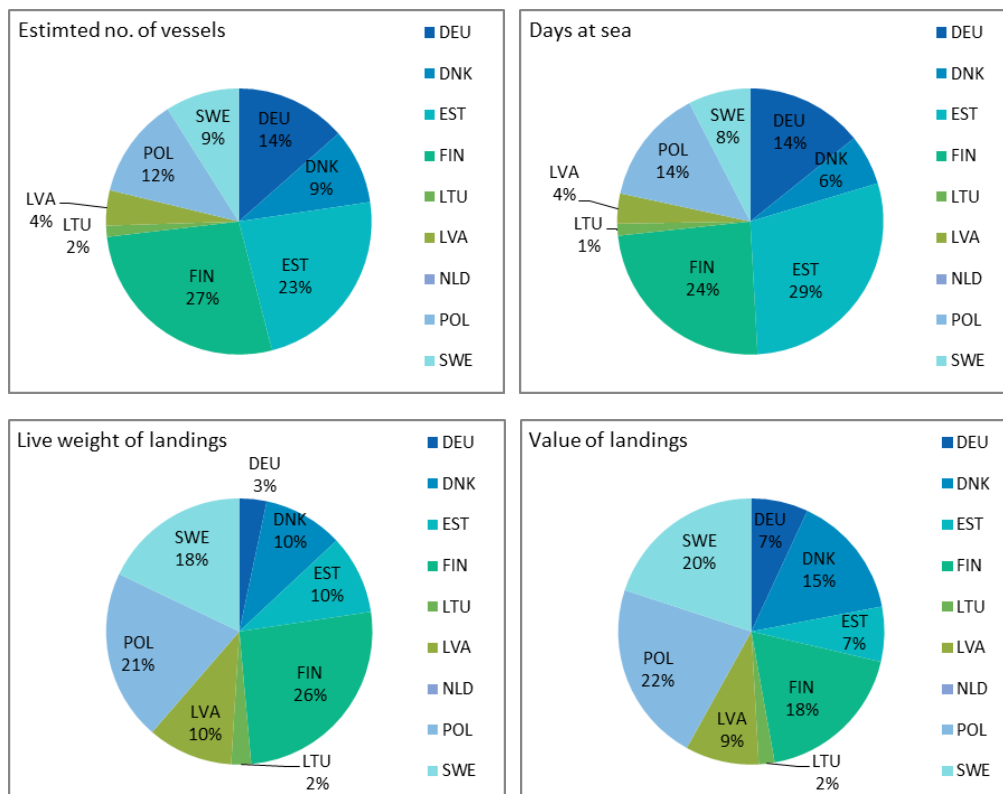 Estimted no. of vessels
DEU
14%
DNK
9%
EST
23%
FIN
27%
LTU
2%
LVA
4%
POL
12%
SWE
9%
DEU
DNK
EST
FIN
LTU
LVA
NLD
POL
SWE
Days at sea
DEU
14%
DNK
6%
EST
29%
FIN
24%
LTU
1%
LVA
4%
POL
14%
SWE
8%
DEU
DNK
EST
FIN
LTU
LVA
NLD
POL
SWE
Live weight of landings
DEU
3%
DNK
10%
EST
10%
FIN
26%
LTU
2%
LVA
10%
POL
21%
SWE
18%
DEU
DNK
EST
FIN
LTU
LVA
NLD
POL
SWE
Value of landings
DEU
7%
DNK
15%
EST
7%
FIN
18%
LTU
2%
LVA
9%
POL
22%
SWE
20%
DEU
DNK
EST
FIN
LTU
LVA
NLD
POL
SWE